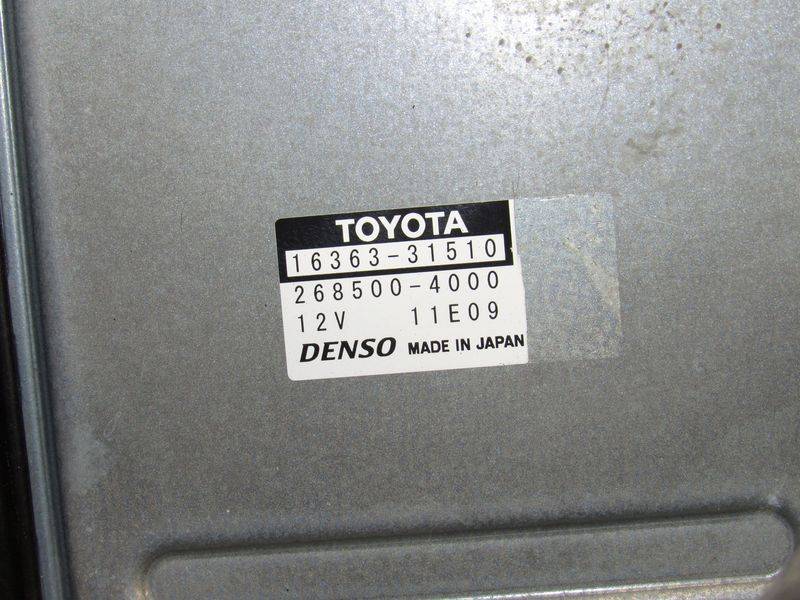 TOYOTA
16363-31510
268500-4000
12V 11E09
DENSO MADE IN JAPAN